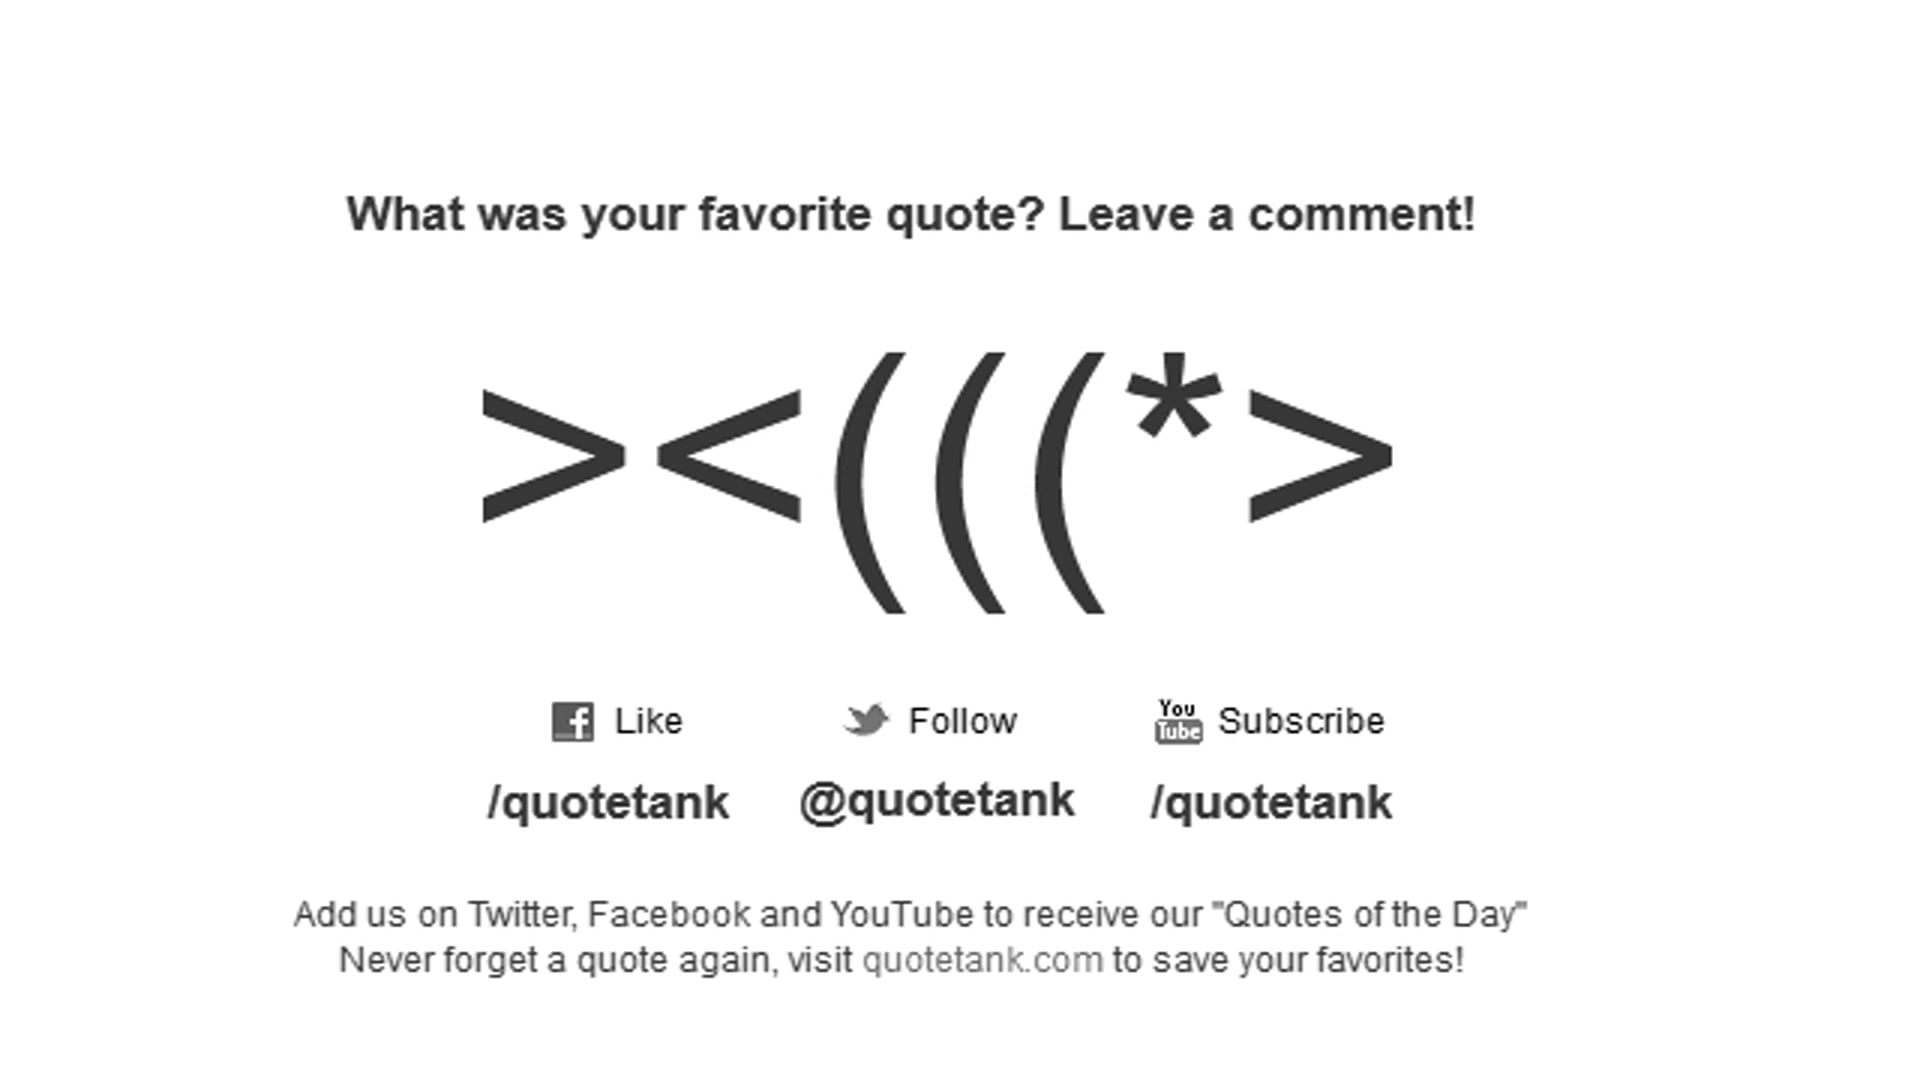 What was your favorite quote? Leave a comment!
><(((*>
f Like
Follow
You Tube Subscribe
/quotetank
@quotetank
/quotetank
Add us on Twitter, Facebook and YouTube to receive our "Quotes of the Day"
Never forget a quote again, visit quotetank.com to save your favorites!